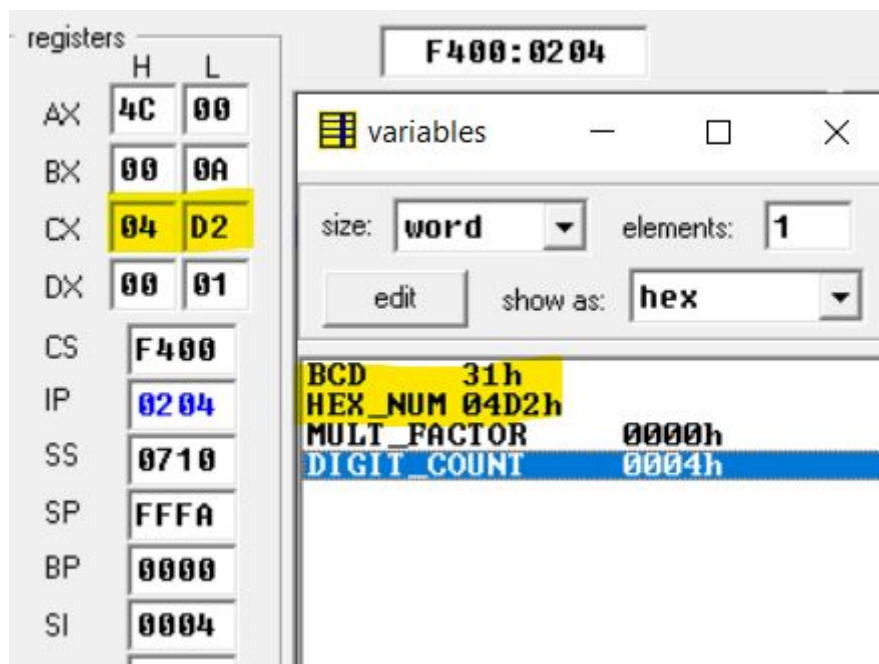 registers
H L
AX 4C 00
BX 00 0A
CX 04 D2
DX 00 01
CS F400
IP 0204
SS 0710
SP FFFA
BP 0000
SI 0004
F400:0204
variables
size: word elements: 1
edit show as: hex
BCD 31h
HEX_NUM 04D2h
MULT_FACTOR 0000h
DIGIT_COUNT 0004h